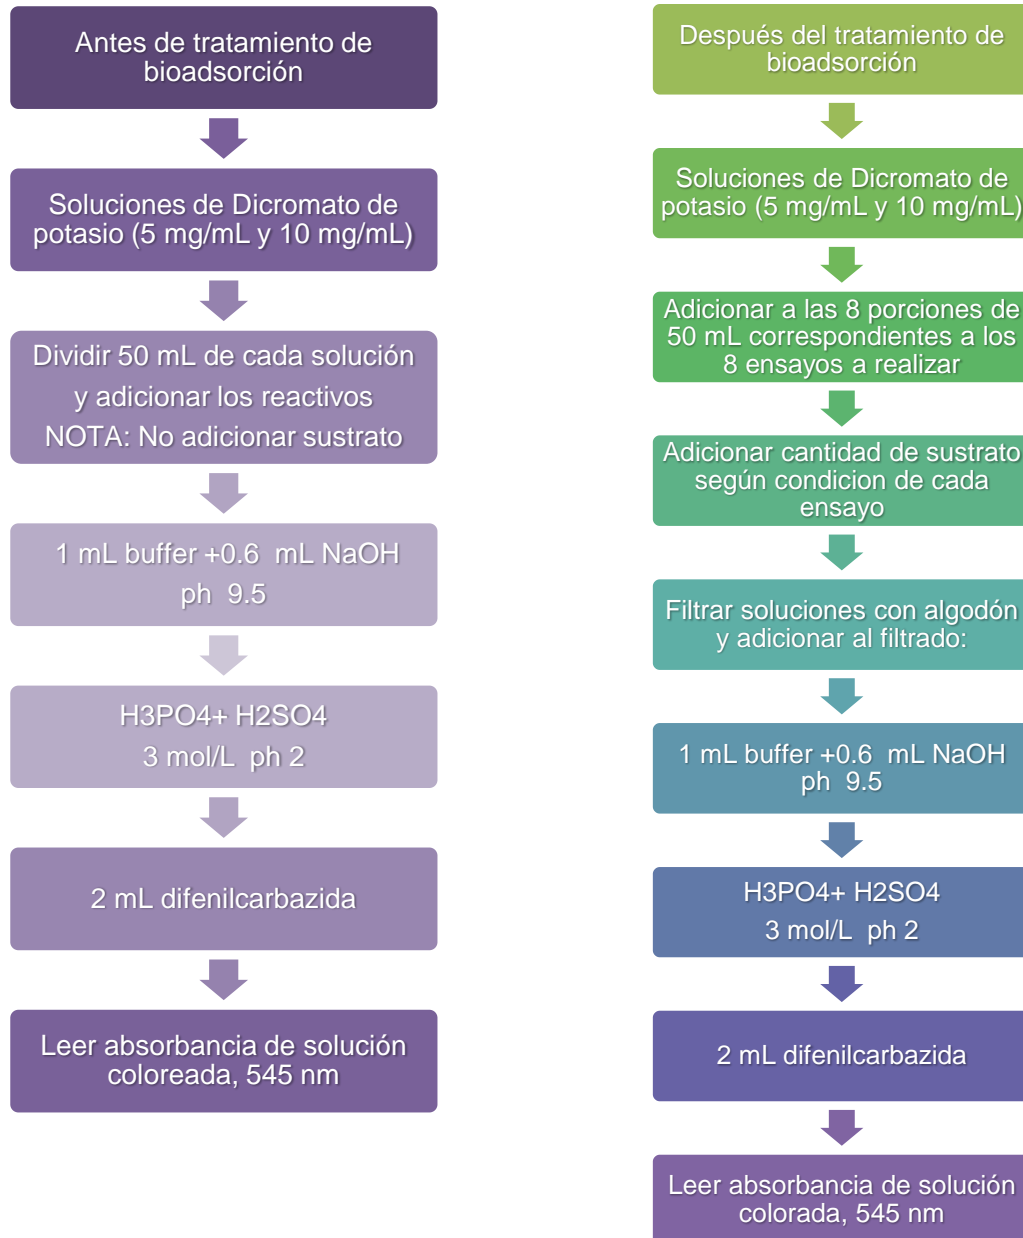 Antes de tratamiento de
bioadsorción
Soluciones de Dicromato de
potasio (5 mg/mL y 10 mg/mL)
Dividir 50 mL de cada solución
y adicionar los reactivos
NOTA: No adicionar sustrato
1 mL buffer +0.6 mL NaOH
ph 9.5
H3PO4+ H2SO4
3 mol/L ph 2
2 mL difenilcarbazida
Leer absorbancia de solución
coloreada, 545 nm
Después del tratamiento de
bioadsorción
Soluciones de Dicromato de
potasio (5 mg/mL y 10 mg/mL)
Adicionar a las 8 porciones de
50 mL correspondientes a los
8 ensayos a realizar
Adicionar cantidad de sustrato
según condicion de cada
ensayo
Filtrar soluciones con algodón
y adicionar al filtrado:
1 mL buffer +0.6 mL NaOH
ph 9.5
H3PO4+ H2SO4
3 mol/L ph 2
2 mL difenilcarbazida
Leer absorbancia de solución
colorada, 545 nm